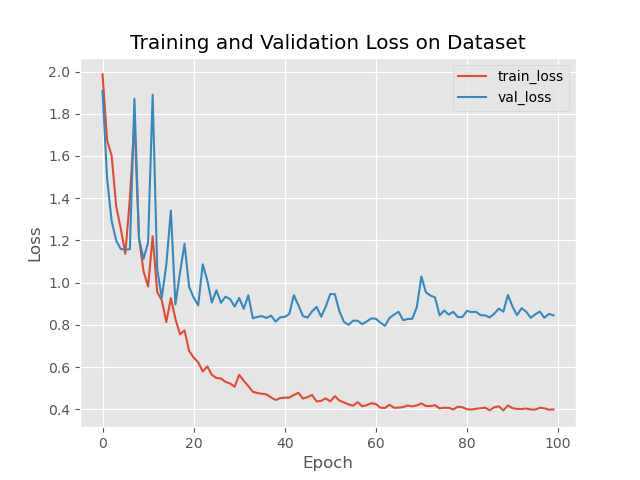 Training and Validation Loss on Dataset
train_loss
val_loss
2.0
1.8
1.6
1.4
1.2
1.0
0.8
0.6
0.4
Loss
0 20 40 60 80 100
Epoch